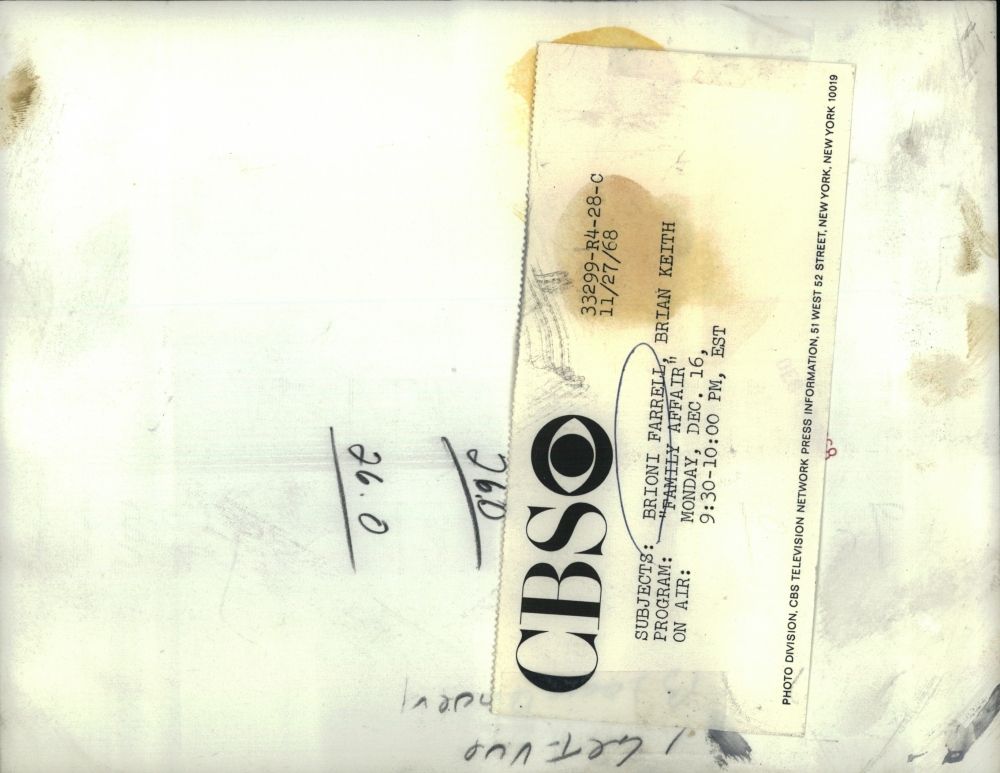 CBS
33299-R4-28-C
11/27/68
SUBJECTS: BRIONI FARRELL, BRIAN KEITH
PROGRAM: "FAMILY AFFAIR"
ON AIR: MONDAY, DEC. 16,
9:30-10:00 PM, EST
PHOTO DIVISION, CBS TELEVISION NETWORK PRESS INFORMATION, 51 WEST 52 STREET, NEW YORK, NEW YORK 10019
26.0